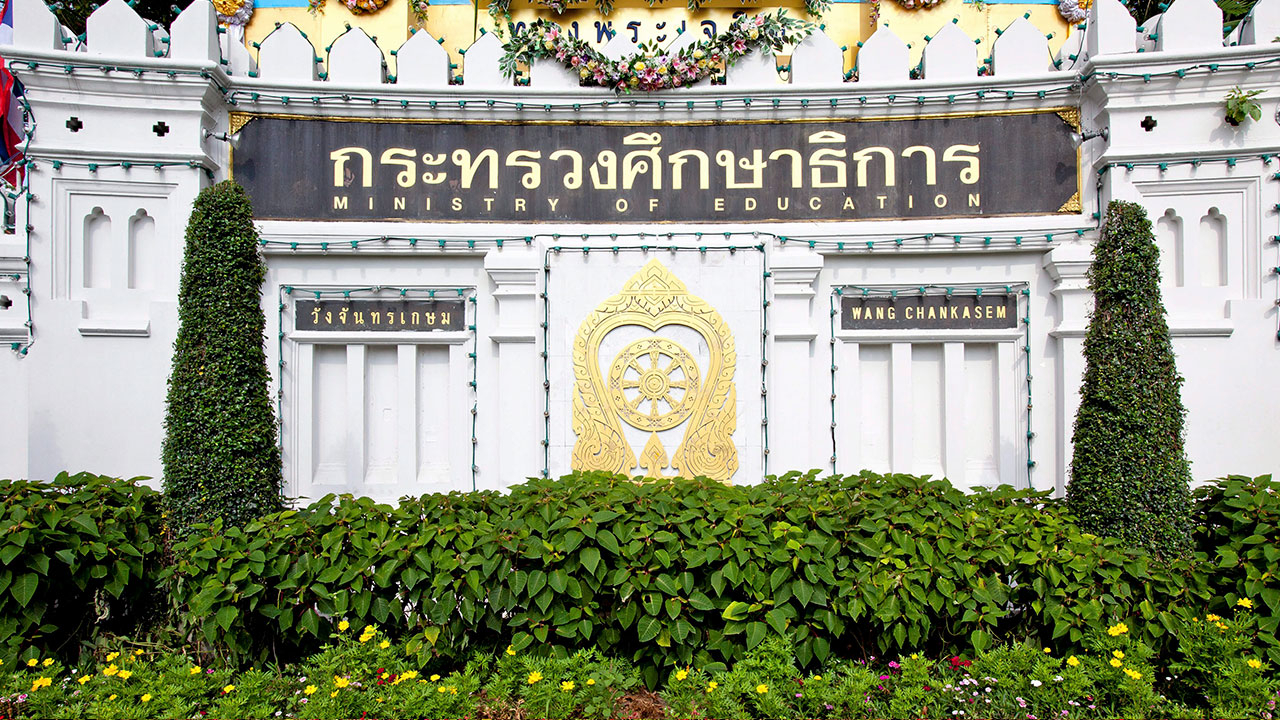 กระทรวงศึกษาธิการ
MINISTRY OF EDUCATION
วังจันทรเกษม
WANG CHANKASEM